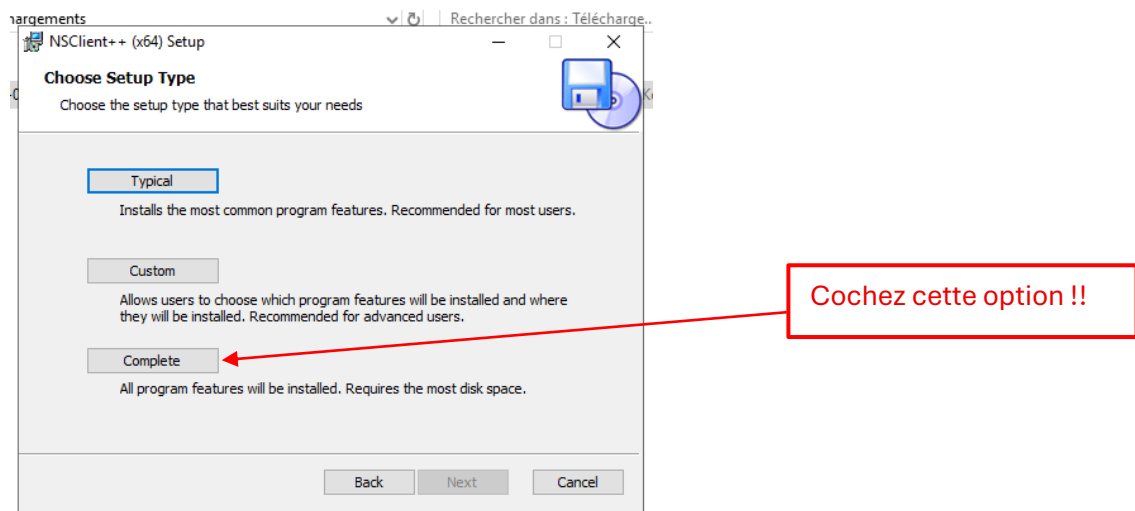 hargements
Rechercher dans : Télécharge...
NSClient++ (x64) Setup
Choose Setup Type
Choose the setup type that best suits your needs
Typical
Installs the most common program features. Recommended for most users.
Custom
Allows users to choose which program features will be installed and where
they will be installed. Recommended for advanced users.
Cochez cette option !!
Complete
All program features will be installed. Requires the most disk space.
Back
Next
Cancel